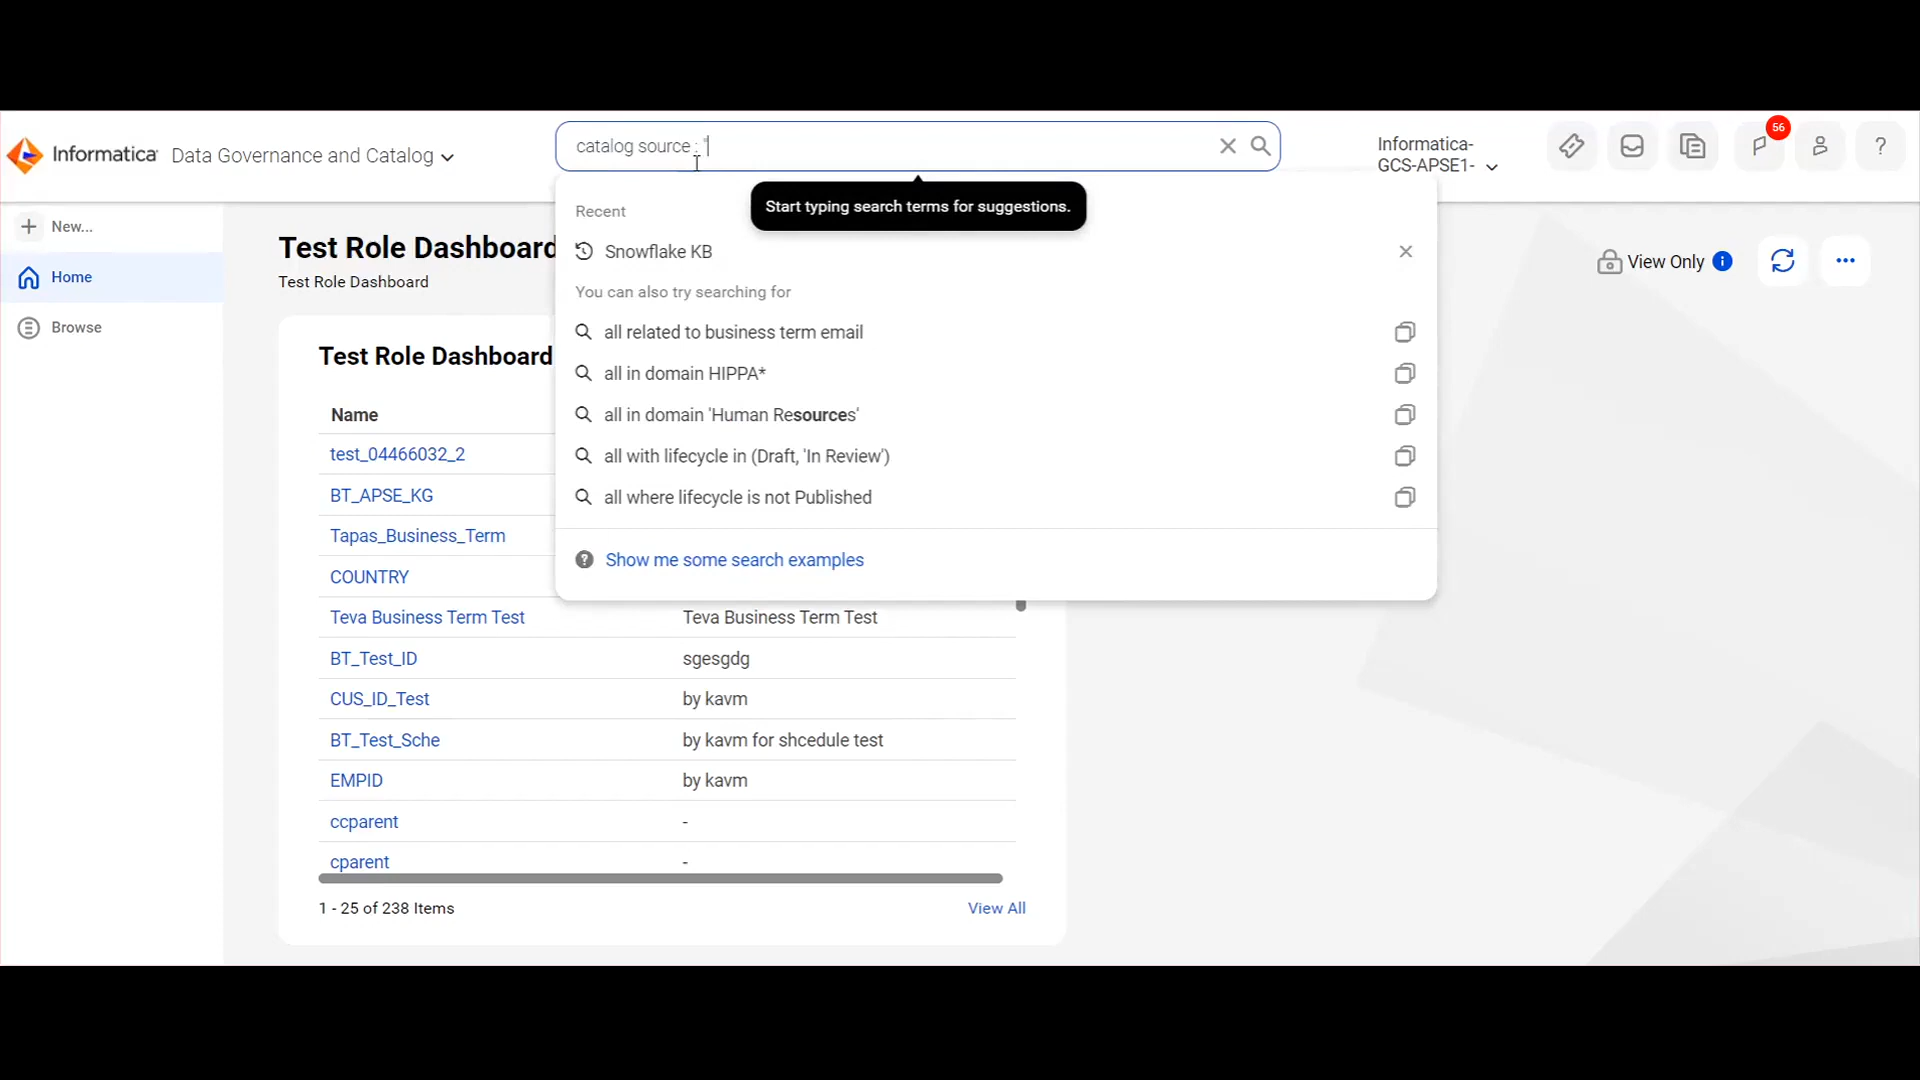 Informatica Data Governance and Catalog
catalog source : "
Informatica-
GCS-APSE1-
56
?
Start typing search terms for suggestions.
New...
Home
Browse
Test Role Dashboard
Test Role Dashboard
View Only
Recent
Snowflake KB
You can also try searching for
all related to business term email
all in domain HIPPA*
all in domain 'Human Resources'
all with lifecycle in (Draft, 'In Review')
all where lifecycle is not Published
Show me some search examples
Test Role Dashboard
Name
test_04466032_2
BT_APSE_KG
Tapas_Business_Term
COUNTRY
Teva Business Term Test Teva Business Term Test
BT_Test_ID sgesgdg
CUS_ID_Test by kavm
BT_Test_Sche by kavm for shcedule test
EMPID by kavm
ccparent -
cparent -
1 - 25 of 238 Items View All